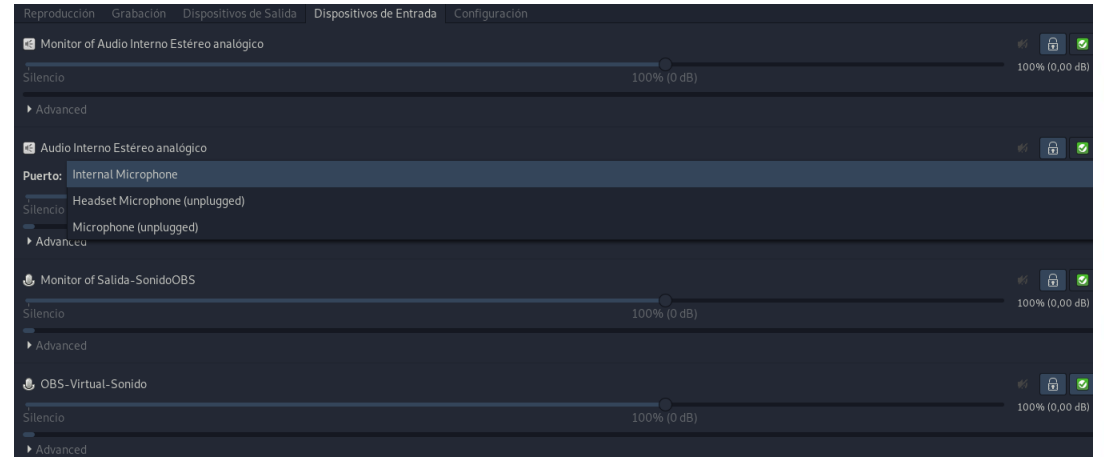 Reproducción Grabación Dispositivos de Salida Dispositivos de Entrada Configuración
Monitor of Audio Interno Estéreo analógico
100% (0,00 dB)
Silencio 100% (0 dB)
Advanced
Audio Interno Estéreo analógico
Puerto: Internal Microphone
Headset Microphone (unplugged)
Silencio
Microphone (unplugged)
Advanced
Monitor of Salida-SonidoOBS
100% (0,00 dB)
Silencio 100% (0 dB)
Advanced
OBS-Virtual-Sonido
100% (0,00 dB)
Silencio 100% (0 dB)
Advanced